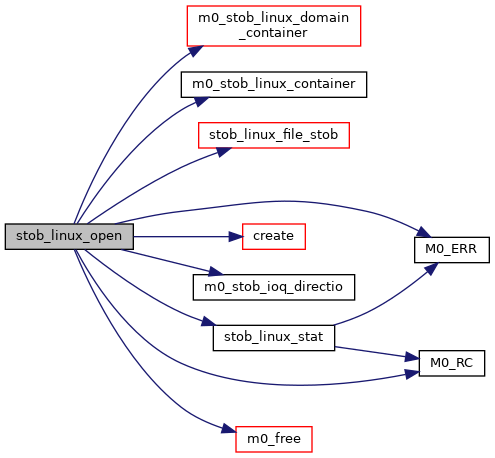 m0_stob_linux_domain
_container
m0_stob_linux_container
stob_linux_file_stob
stob_linux_open
create
M0_ERR
m0_stob_ioq_directio
stob_linux_stat
M0_RC
m0_free